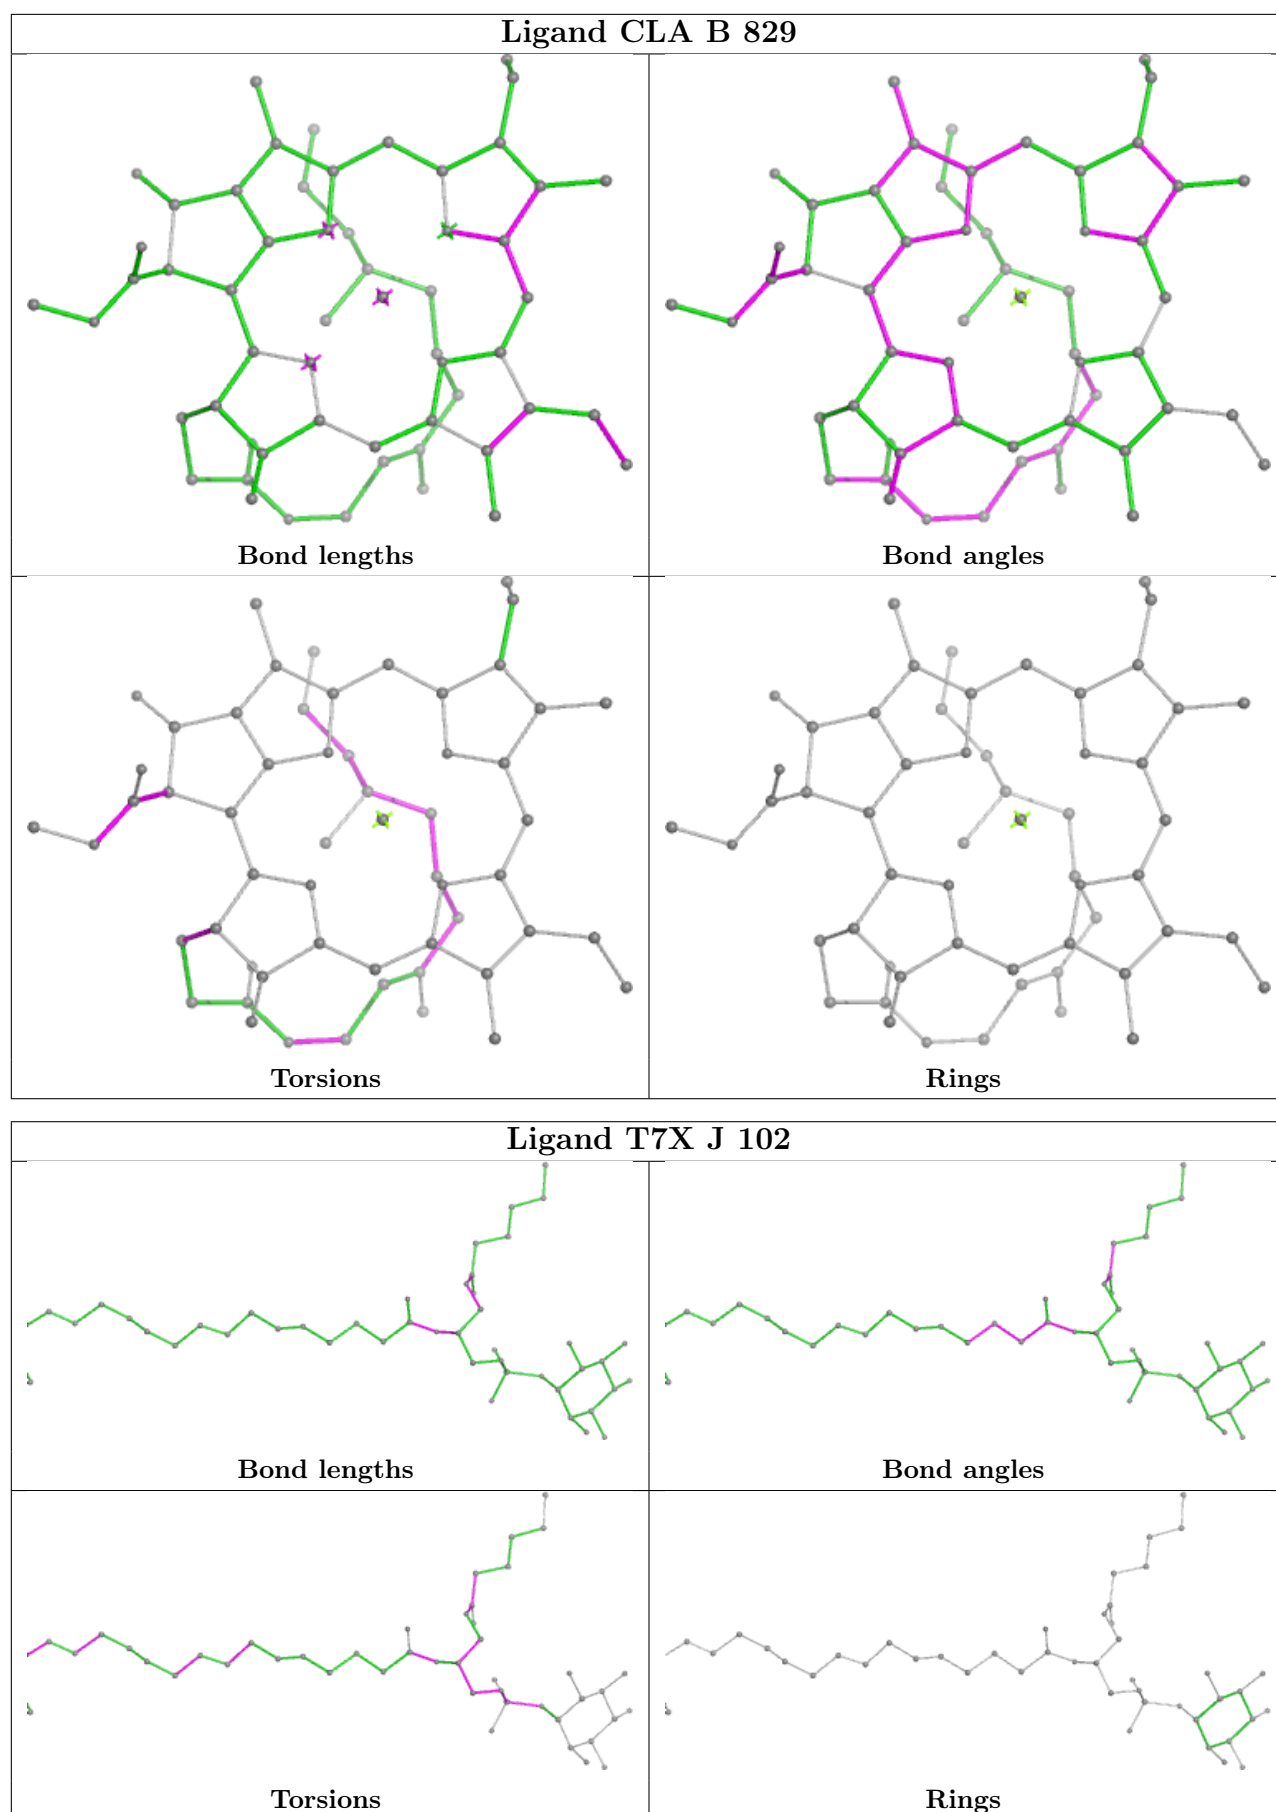 Ligand CLA B 829
Bond lengths
Bond angles
Torsions
Rings
Ligand T7X J 102
Bond lengths
Bond angles
Torsions
Rings